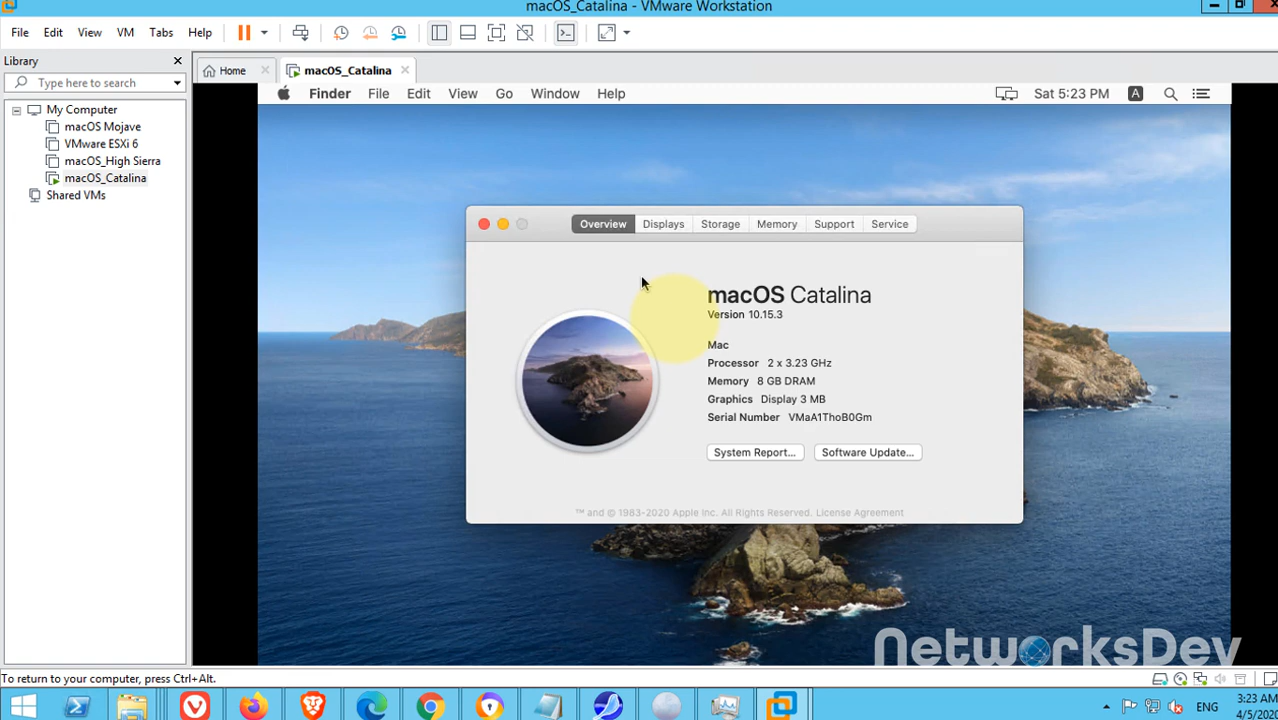 macOS_Catalina - VMware Workstation
File Edit View VM Tabs Help
Library
Type here to search
My Computer
macOS Mojave
VMware ESXi 6
macOS_High Sierra
macOS_Catalina
Shared VMs
Home macOS_Catalina
Finder File Edit View Go Window Help Sat 5:23 PM A
Overview Displays Storage Memory Support Service
macOS Catalina
Version 10.15.3
Mac
Processor 2 x 3.23 GHz
Memory 8 GB DRAM
Graphics Display 3 MB
Serial Number VMaA1ThoB0Gm
System Report... Software Update...
™ and © 1983-2020 Apple Inc. All Rights Reserved. License Agreement
NetworksDev
To return to your computer, press Ctrl+Alt.
ENG
3:23 AM
4/5/2020